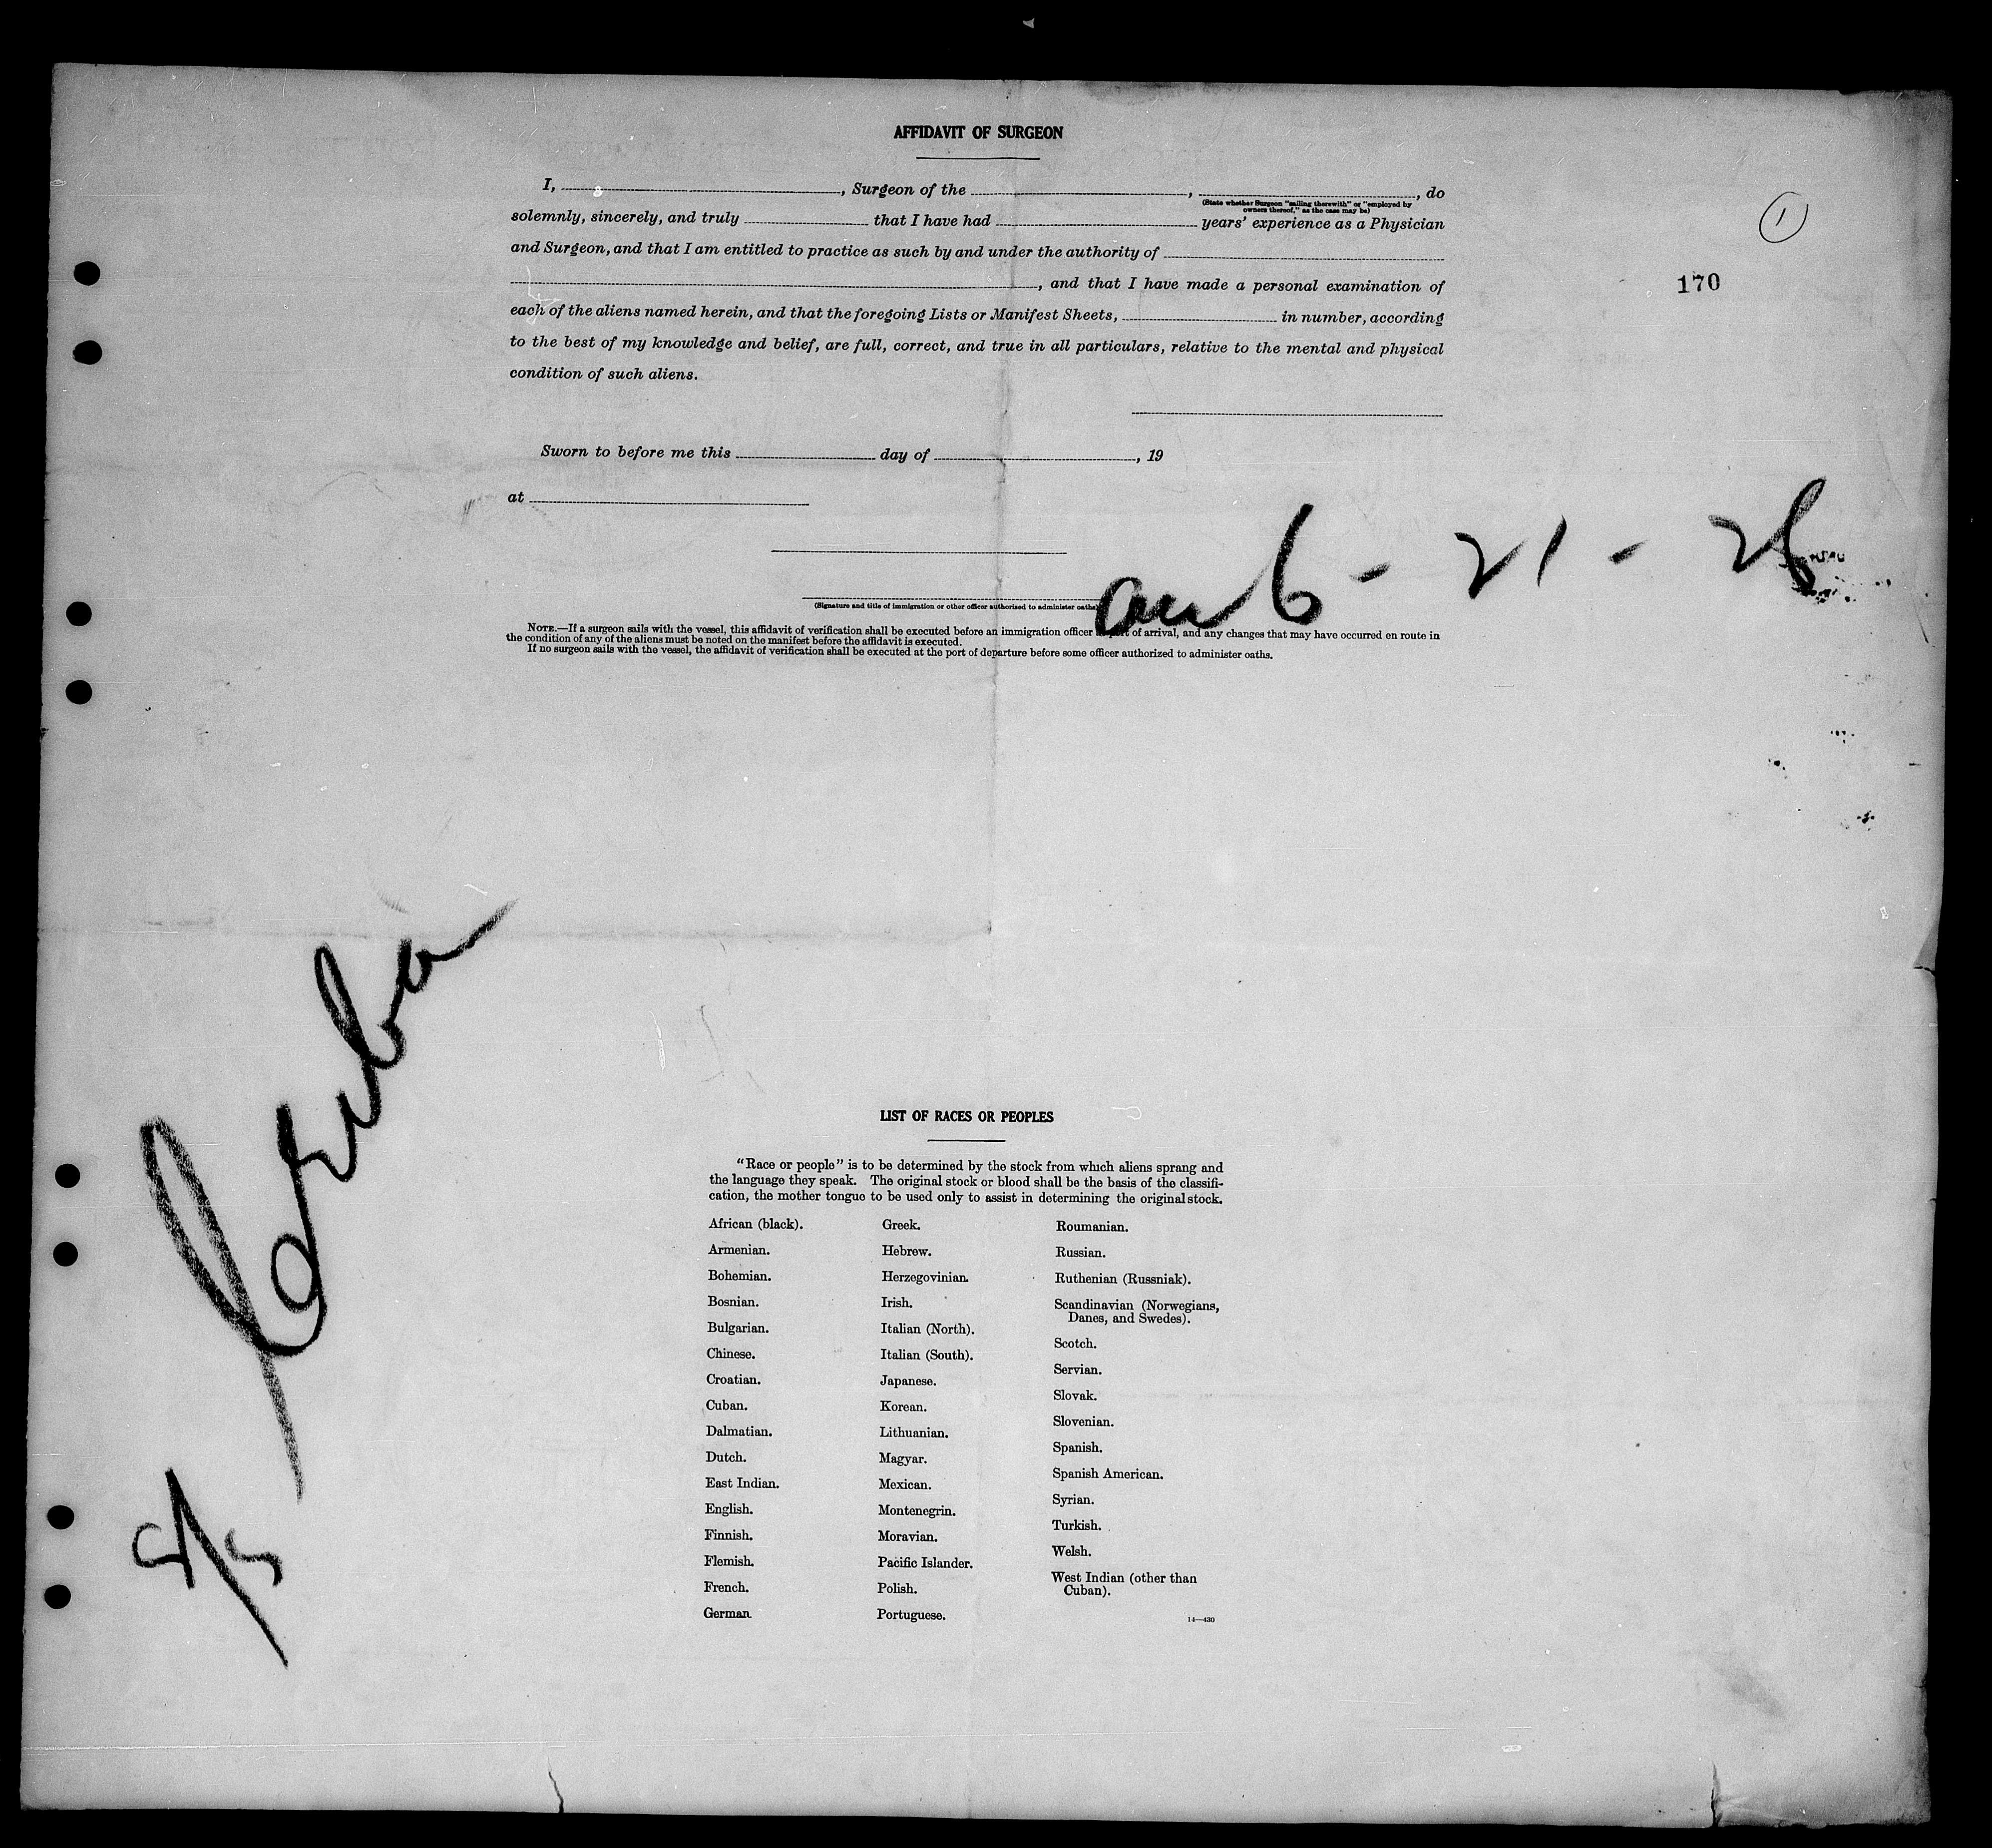 AFFIDAVIT OF SURGEON
I, , Surgeon of the , , do
(State whether Surgeon "sailing therewith" or "employed by
owners thereof," as the case may be)
solemnly, sincerely, and truly that I have had years' experience as a Physician
1
and Surgeon, and that I am entitled to practice as such by and under the authority of
170
, and that I have made a personal examination of
each of the aliens named herein, and that the foregoing Lists or Manifest Sheets, in number, according
to the best of my knowledge and belief, are full, correct, and true in all particulars, relative to the mental and physical
condition of such aliens.
Sworn to before me this day of , 19
at
6 - 21 - 28
(Signature and title of immigration or other officer authorized to administer oaths)
NOTE.—If a surgeon sails with the vessel, this affidavit of verification shall be executed before an immigration officer port of arrival, and any changes that may have occurred en route in
the condition of any of the aliens must be noted on the manifest before the affidavit is executed.
If no surgeon sails with the vessel, the affidavit of verification shall be executed at the port of departure before some officer authorized to administer oaths.
S/S
LIST OF RACES OR PEOPLES
"Race or people" is to be determined by the stock from which aliens sprang and
the language they speak. The original stock or blood shall be the basis of the classifi-
cation, the mother tongue to be used only to assist in determining the original stock.
African (black).
Armenian.
Bohemian.
Bosnian.
Bulgarian.
Chinese.
Croatian.
Cuban.
Dalmatian.
Dutch.
East Indian.
English.
Finnish.
Flemish.
French.
German.
Greek.
Hebrew.
Herzegovinian.
Irish.
Italian (North).
Italian (South).
Japanese.
Korean.
Lithuanian.
Magyar.
Mexican.
Montenegrin.
Moravian.
Pacific Islander.
Polish.
Portuguese.
Roumanian.
Russian.
Ruthenian (Russniak).
Scandinavian (Norwegians,
Danes, and Swedes).
Scotch.
Servian.
Slovak.
Slovenian.
Spanish.
Spanish American.
Syrian.
Turkish.
Welsh.
West Indian (other than
Cuban).
14—430